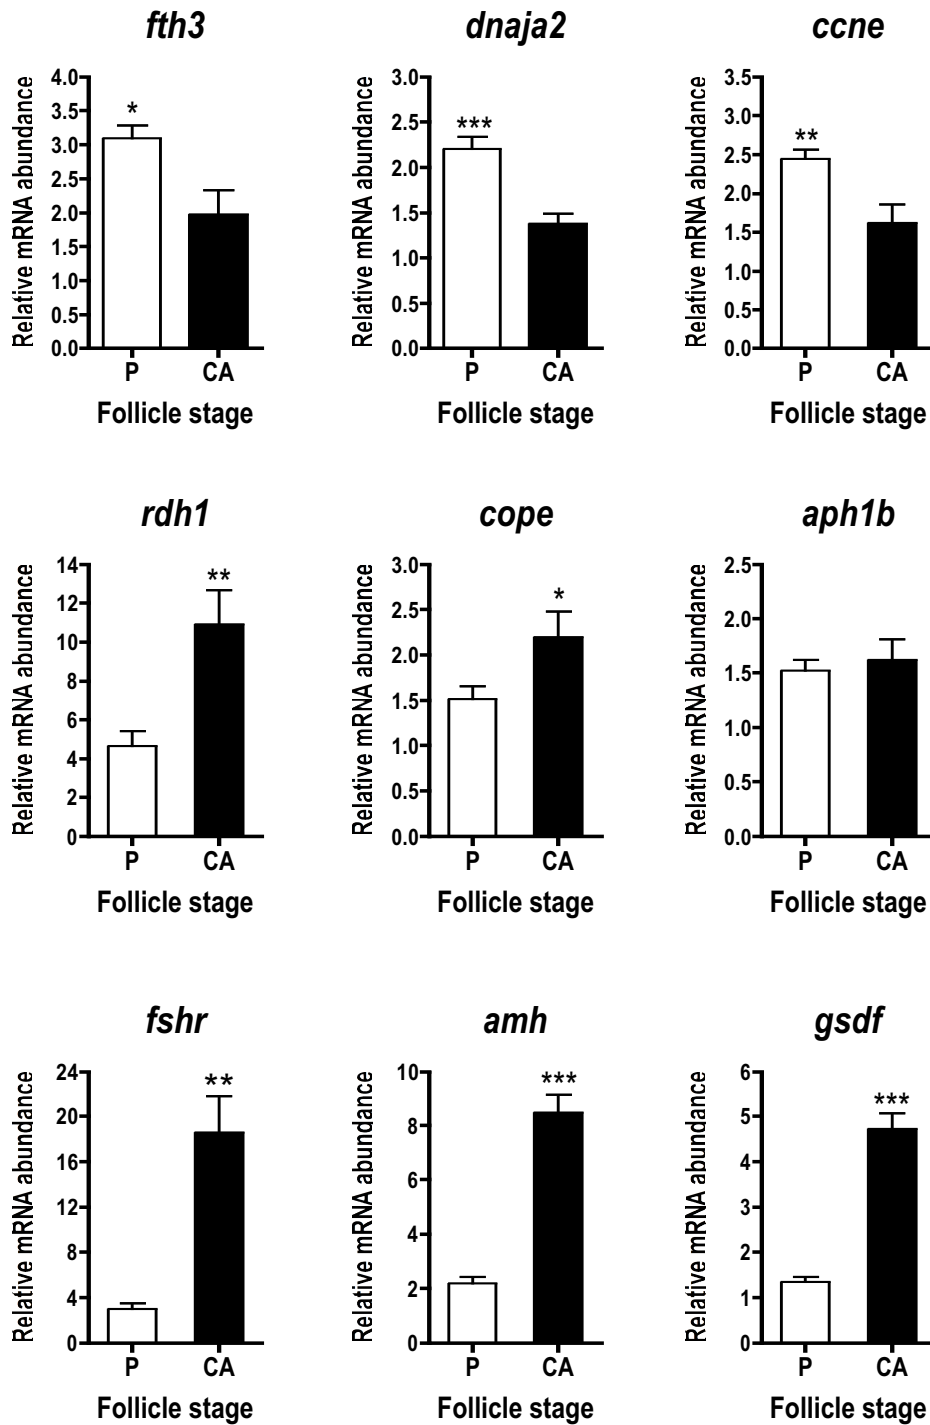 fth3
dnaja2
ccne
Relative mRNA abundance
4.0
3.5
3.0
2.5
2.0
1.5
1.0
0.5
0.0
*
P
CA
Follicle stage
Relative mRNA abundance
3.0
2.5
2.0
1.5
1.0
0.5
0.0
***
P
CA
Follicle stage
Relative mRNA abundance
3.5
3.0
2.5
2.0
1.5
1.0
0.5
0.0
**
P
CA
Follicle stage
rdh1
cope
aph1b
Relative mRNA abundance
14
12
10
8
6
4
2
0
**
P
CA
Follicle stage
Relative mRNA abundance
3.0
2.5
2.0
1.5
1.0
0.5
0.0
*
P
CA
Follicle stage
Relative mRNA abundance
2.5
2.0
1.5
1.0
0.5
0.0
P
CA
Follicle stage
fshr
amh
gsdf
Relative mRNA abundance
24
20
16
12
8
4
0
**
P
CA
Follicle stage
Relative mRNA abundance
10
8
6
4
2
0
***
P
CA
Follicle stage
Relative mRNA abundance
6
5
4
3
2
1
0
***
P
CA
Follicle stage